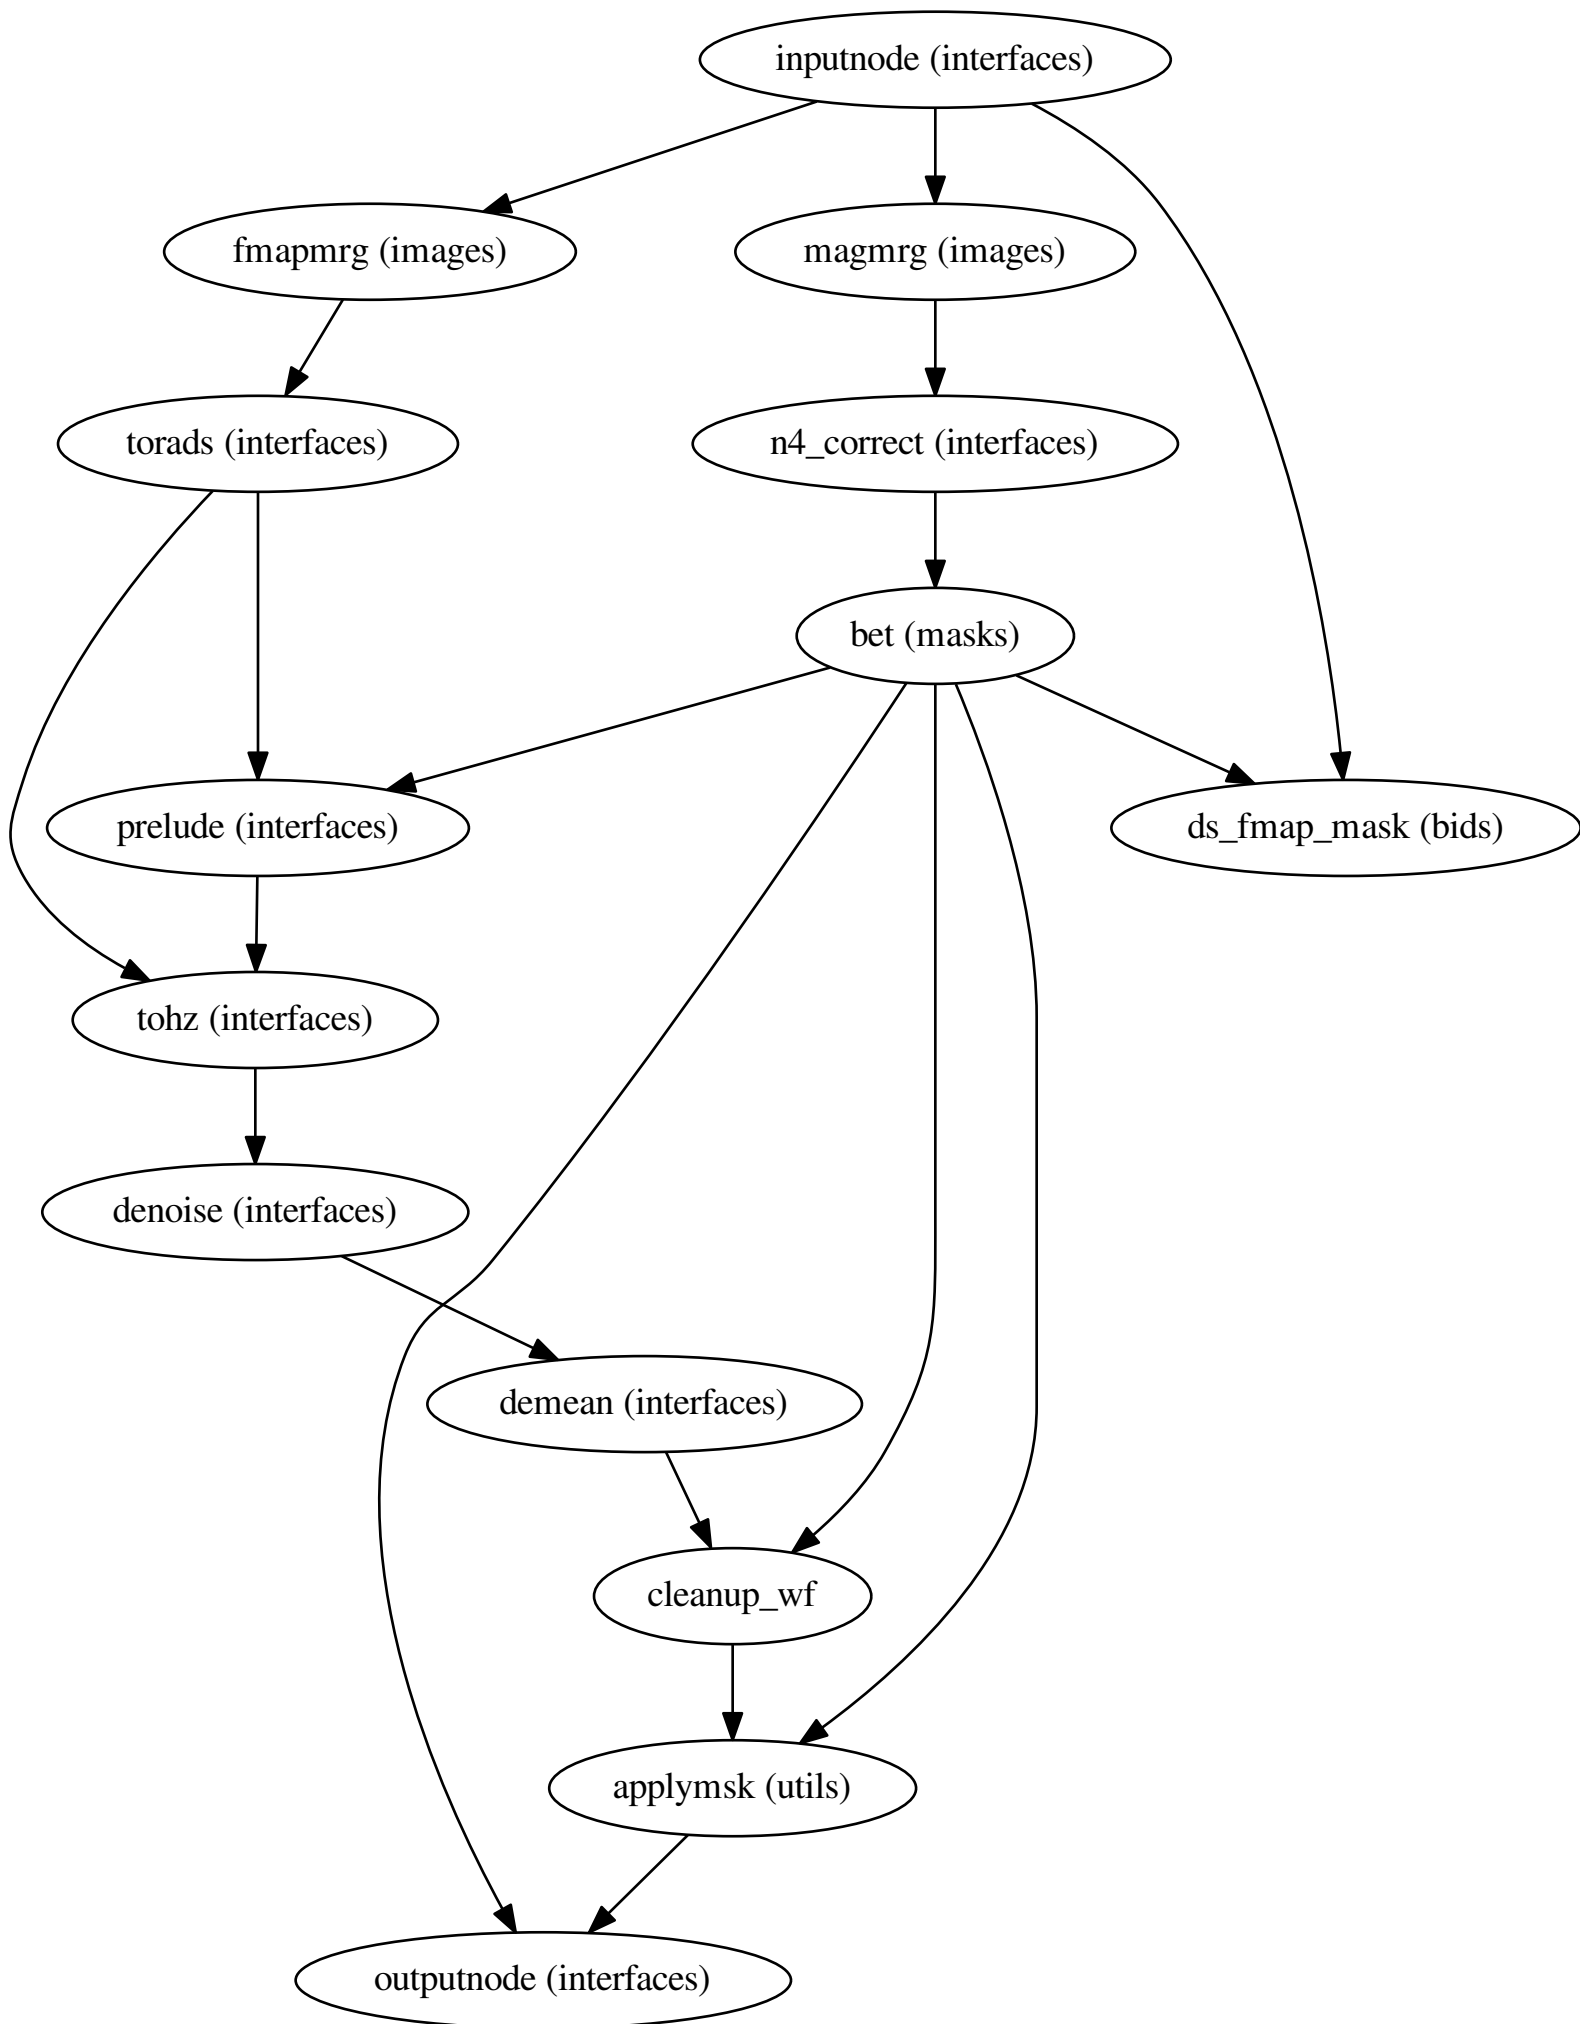 inputnode (interfaces)
fmapmrg (images)
magmrg (images)
torads (interfaces)
n4_correct (interfaces)
bet (masks)
prelude (interfaces)
ds_fmap_mask (bids)
tohz (interfaces)
denoise (interfaces)
demean (interfaces)
cleanup_wf
applymsk (utils)
outputnode (interfaces)